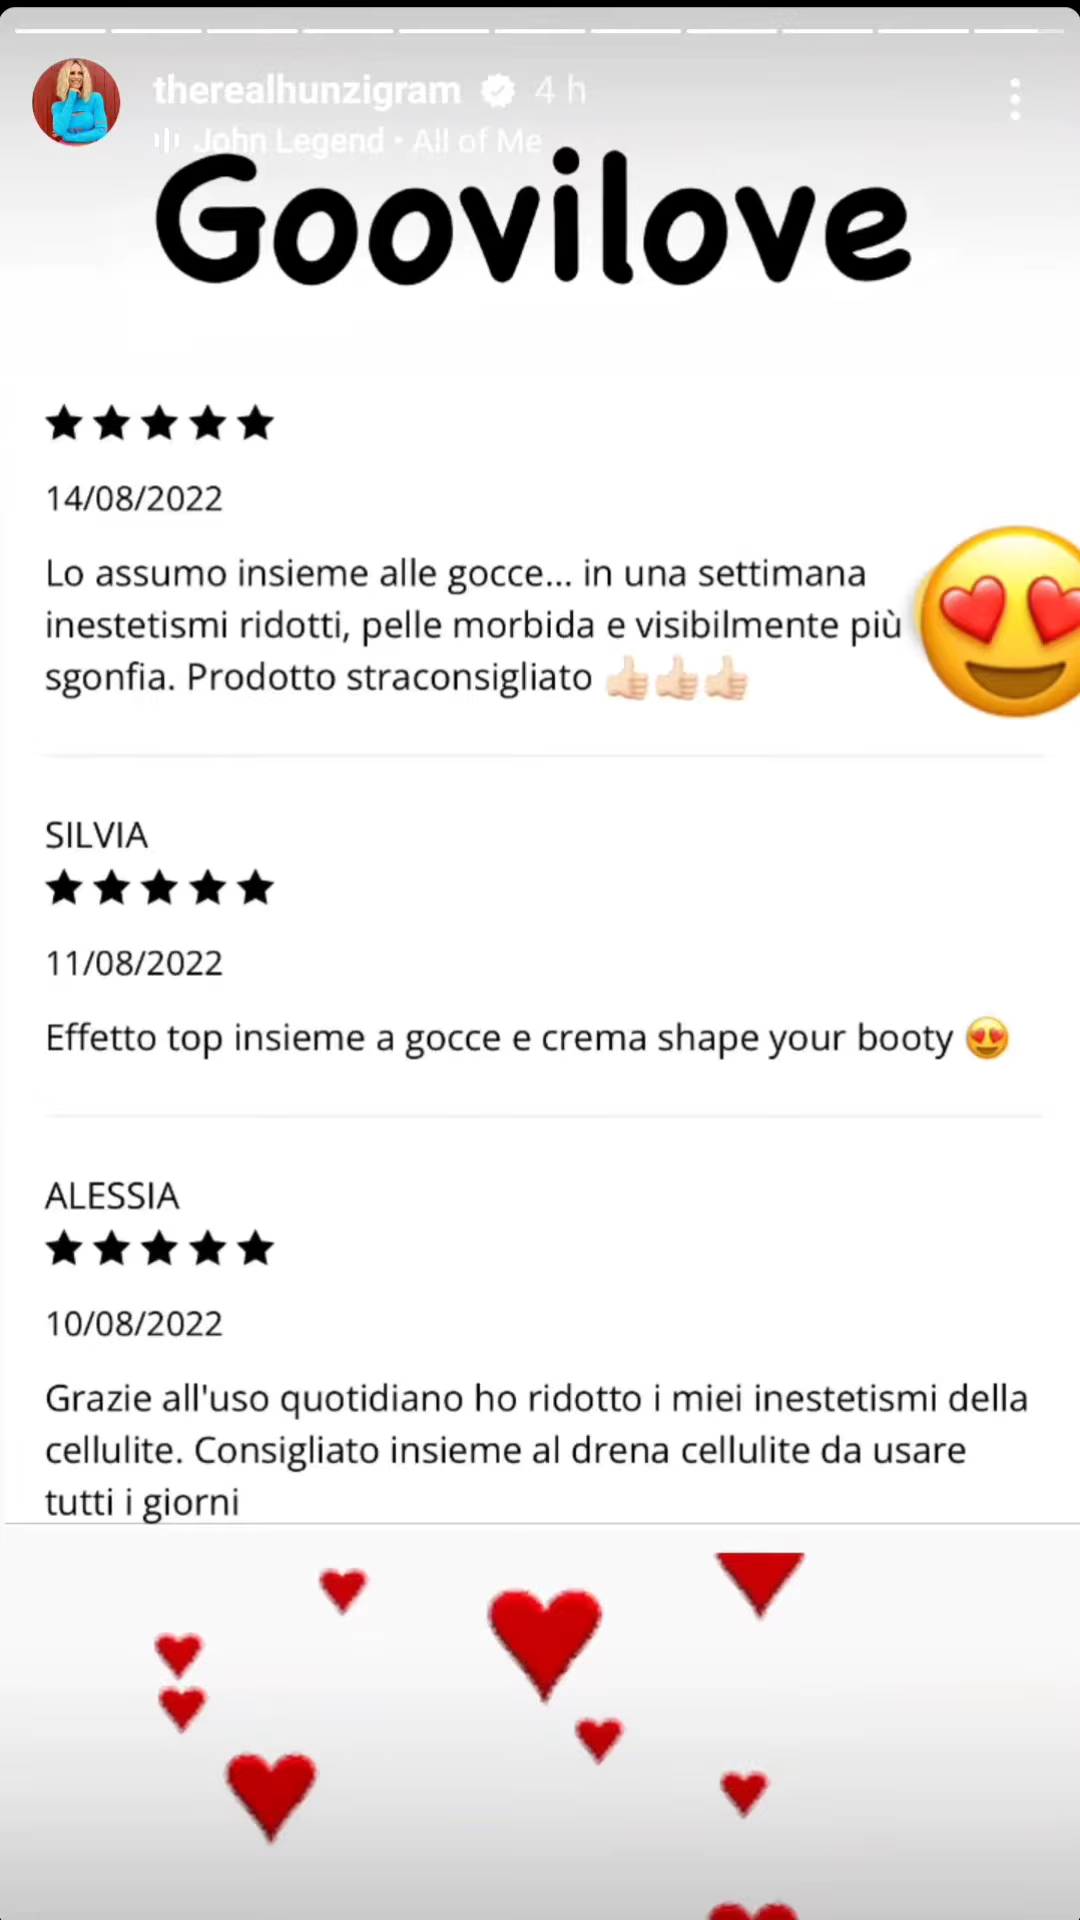 therealhunzigram 4 h
John Legend • All of Me
Goovilove
14/08/2022
Lo assumo insieme alle gocce... in una settimana
inestetismi ridotti, pelle morbida e visibilmente più
sgonfia. Prodotto straconsigliato 👍🏻👍🏻👍🏻
SILVIA
11/08/2022
Effetto top insieme a gocce e crema shape your booty 😍
ALESSIA
10/08/2022
Grazie all'uso quotidiano ho ridotto i miei inestetismi della
cellulite. Consigliato insieme al drena cellulite da usare
tutti i giorni